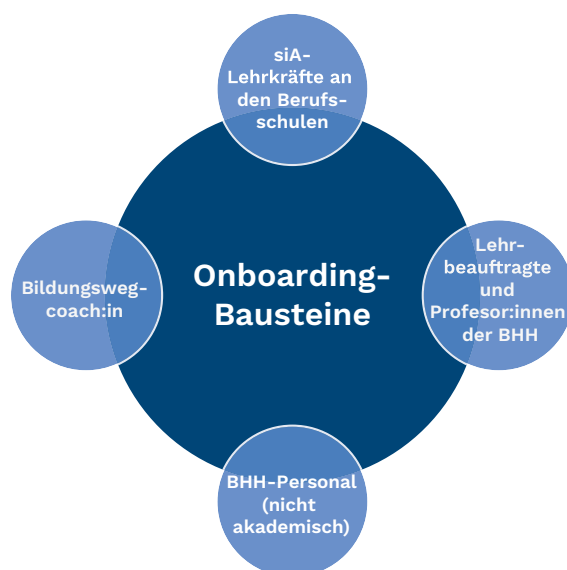 siA-
Lehrkräfte an
den Berufs-
schulen
Onboarding-
Bausteine
Bildungsweg-
coach:in
Lehr-
beauftragte
und
Profesor:innen
der BHH
BHH-Personal
(nicht
akademisch)